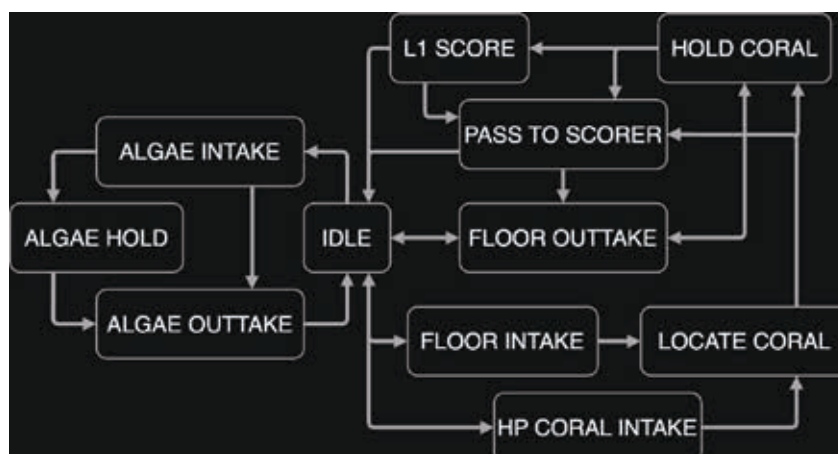 L1 SCORE
HOLD CORAL
PASS TO SCORER
ALGAE INTAKE
ALGAE HOLD
IDLE
FLOOR OUTTAKE
ALGAE OUTTAKE
FLOOR INTAKE
LOCATE CORAL
HP CORAL INTAKE